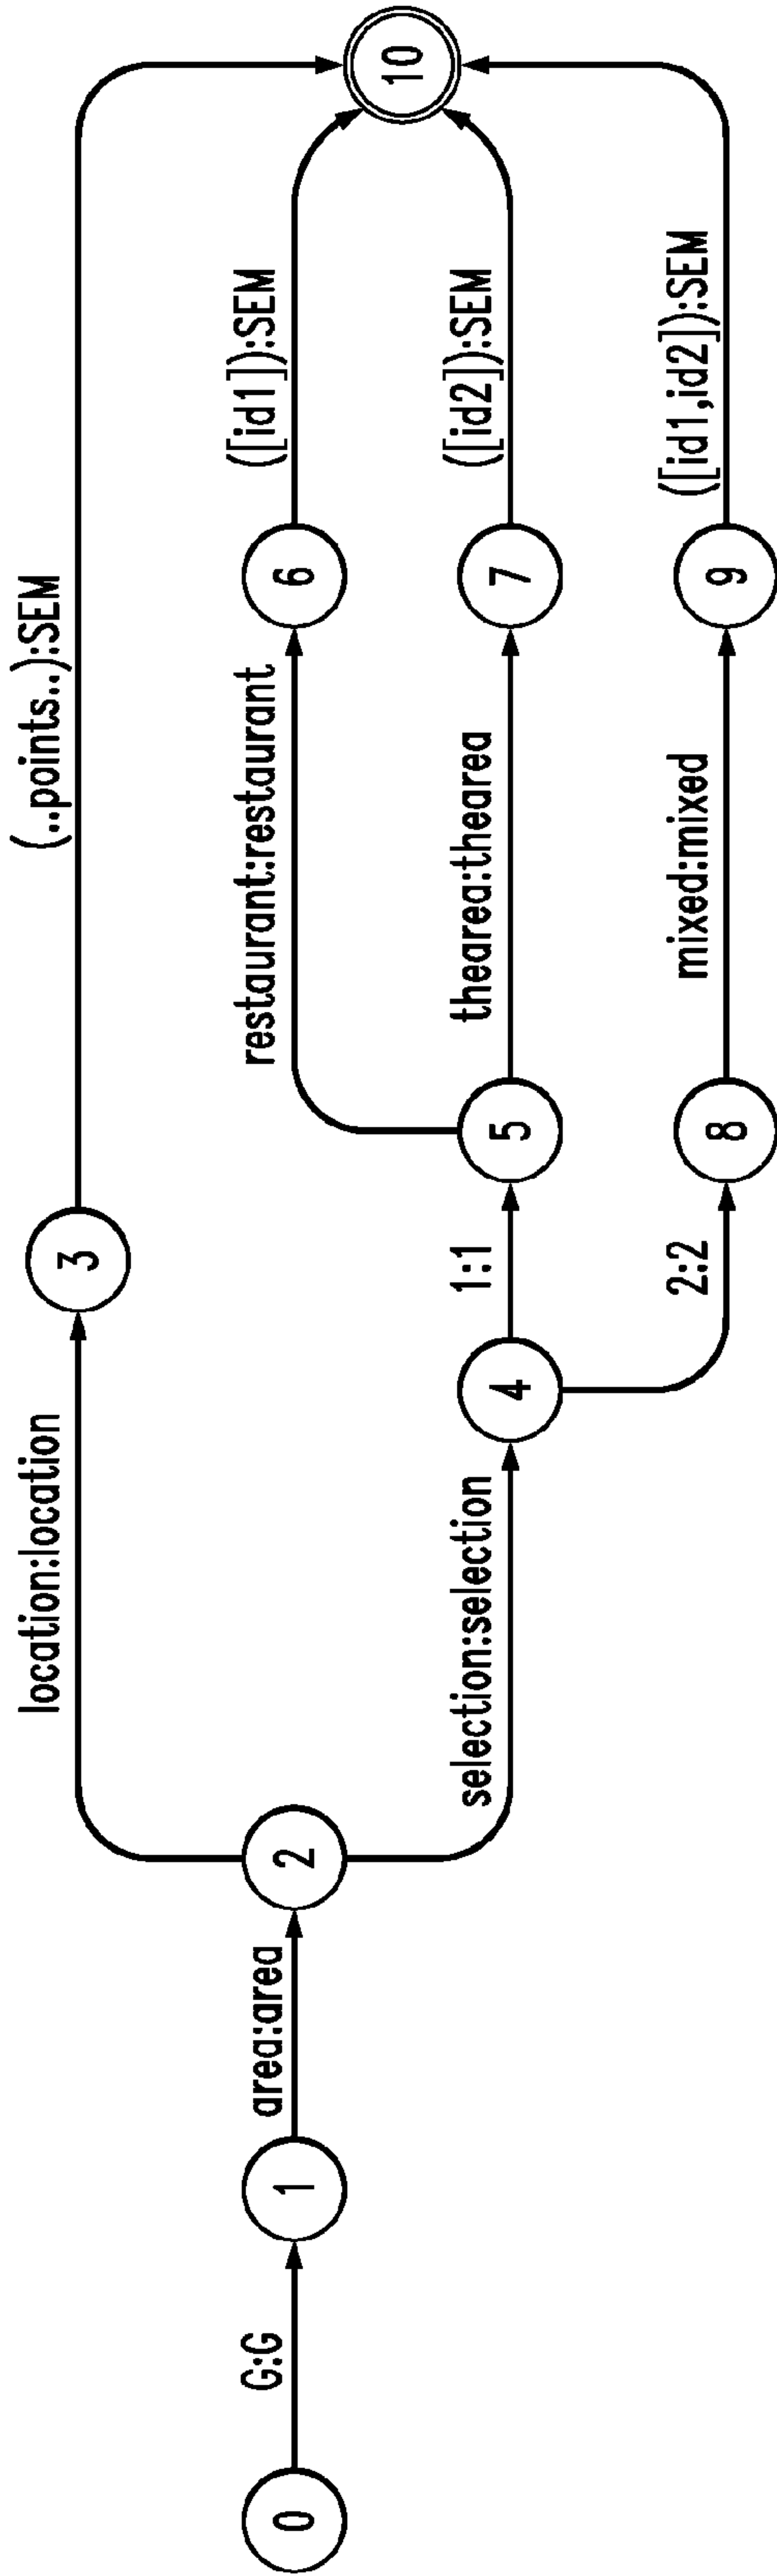 0
G:G
1
area:area
2
location:location
3
(..points..):SEM
selection:selection
4
1:1
5
restaurant:restaurant
6
([id1]):SEM
thearea:thearea
7
([id2]):SEM
2:2
8
mixed:mixed
9
([id1,id2]):SEM
10